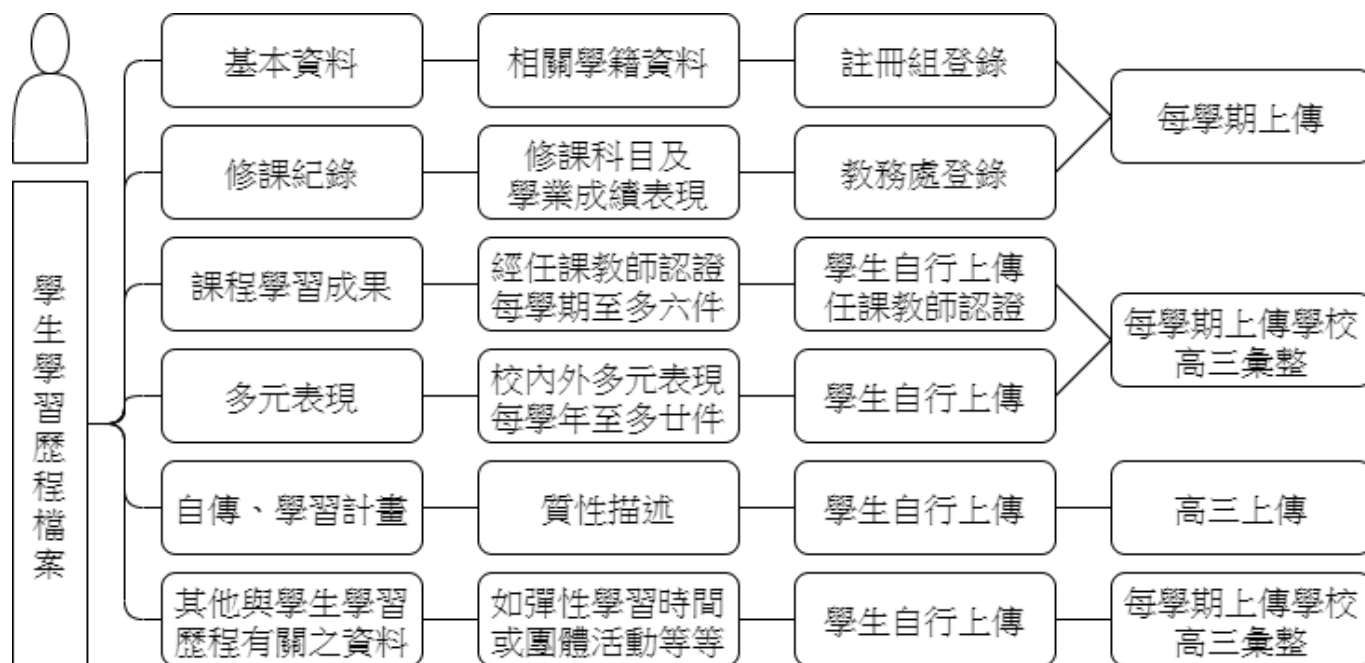 學生學習歷程檔案
基本資料
相關學籍資料
註冊組登錄
每學期上傳
修課紀錄
修課科目及
學業成績表現
教務處登錄
課程學習成果
經任課教師認證
每學期至多六件
學生自行上傳
任課教師認證
每學期上傳學校
高三彙整
多元表現
校內外多元表現
每學年至多廿件
學生自行上傳
自傳、學習計畫
質性描述
學生自行上傳
高三上傳
其他與學生學習
歷程有關之資料
如彈性學習時間
或團體活動等等
學生自行上傳
每學期上傳學校
高三彙整